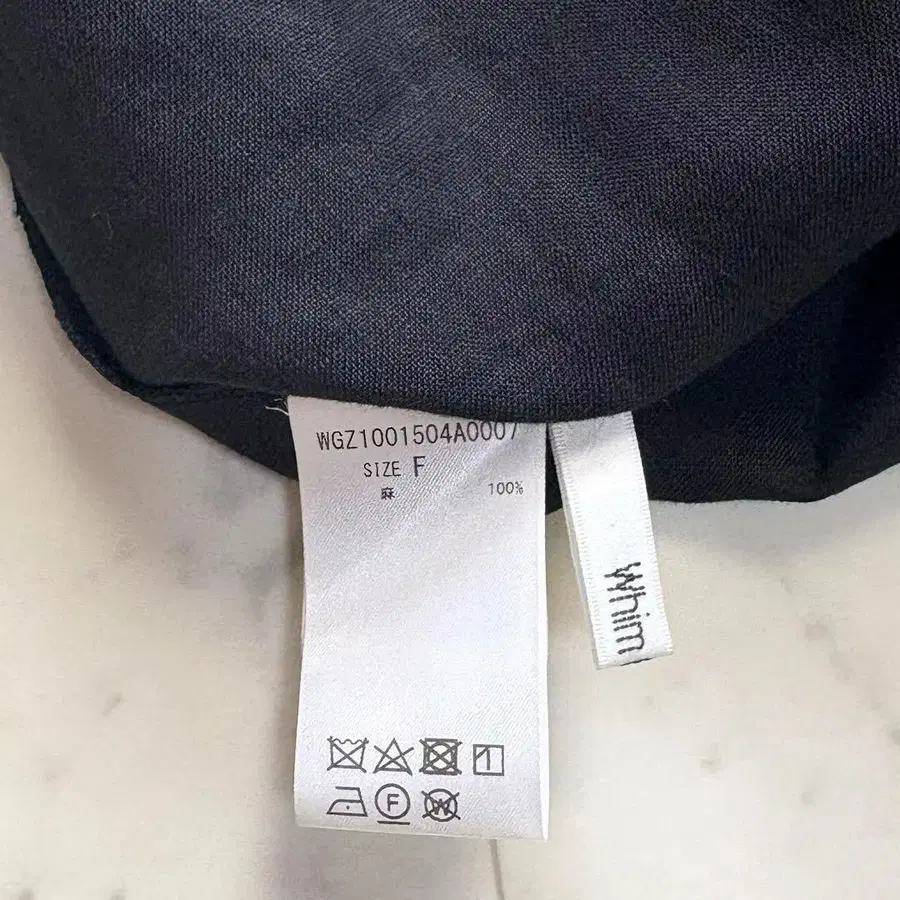 WGZ1001504A0007
SIZE F
麻 100%
Whim
F
W